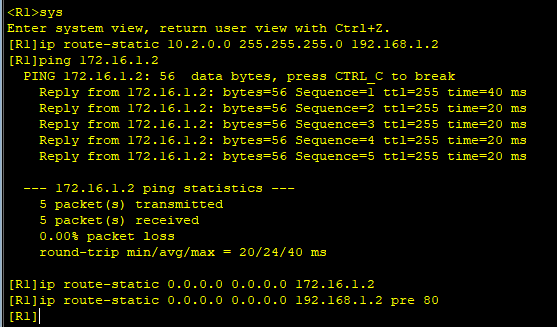 <R1>sys
Enter system view, return user view with Ctrl+Z.
[R1]ip route-static 10.2.0.0 255.255.255.0 192.168.1.2
[R1]ping 172.16.1.2
  PING 172.16.1.2: 56  data bytes, press CTRL_C to break
    Reply from 172.16.1.2: bytes=56 Sequence=1 ttl=255 time=40 ms
    Reply from 172.16.1.2: bytes=56 Sequence=2 ttl=255 time=20 ms
    Reply from 172.16.1.2: bytes=56 Sequence=3 ttl=255 time=20 ms
    Reply from 172.16.1.2: bytes=56 Sequence=4 ttl=255 time=20 ms
    Reply from 172.16.1.2: bytes=56 Sequence=5 ttl=255 time=20 ms
  --- 172.16.1.2 ping statistics ---
    5 packet(s) transmitted
    5 packet(s) received
    0.00% packet loss
    round-trip min/avg/max = 20/24/40 ms
[R1]ip route-static 0.0.0.0 0.0.0.0 172.16.1.2
[R1]ip route-static 0.0.0.0 0.0.0.0 192.168.1.2 pre 80
[R1]